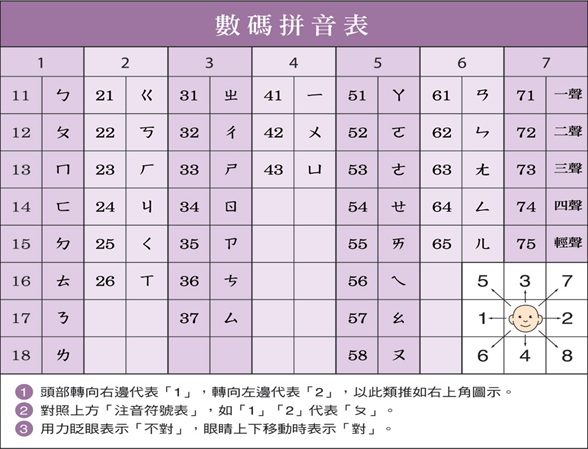 數碼拼音表
1 2 3 4 5 6 7
11 ㄅ 21 ㄍ 31 ㄓ 41 ㄧ 51 ㄚ 61 ㄢ 71 一聲
12 ㄆ 22 ㄎ 32 ㄔ 42 ㄨ 52 ㄛ 62 ㄣ 72 二聲
13 ㄇ 23 ㄏ 33 ㄕ 43 ㄩ 53 ㄜ 63 ㄤ 73 三聲
14 ㄈ 24 ㄐ 34 ㄖ 54 ㄝ 64 ㄥ 74 四聲
15 ㄉ 25 ㄑ 35 ㄗ 55 ㄞ 65 ㄦ 75 輕聲
16 ㄊ 26 ㄒ 36 ㄘ 56 ㄟ 5 3 7
17 ㄋ 37 ㄙ 57 ㄠ 1 2
18 ㄌ 58 ㄡ 6 4 8
1 頭部轉向右邊代表「1」，轉向左邊代表「2」，以此類推如右上角圖示。
2 對照上方「注音符號表」，如「1」「2」代表「ㄆ」。
3 用力眨眼表示「不對」，眼睛上下移動時表示「對」。